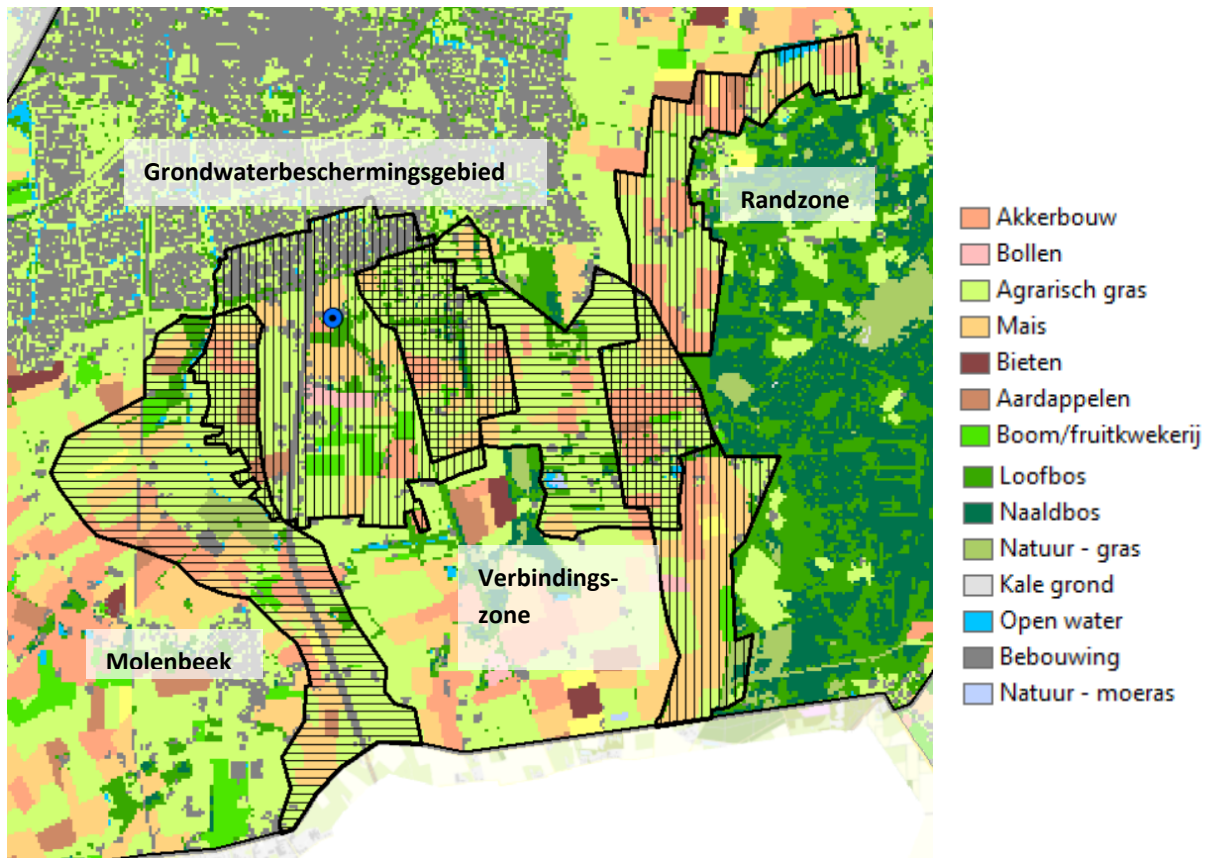 Grondwaterbeschermingsgebied
Randzone
Verbindings-
zone
Molenbeek
Akkerbouw
Bollen
Agrarisch gras
Mais
Bieten
Aardappelen
Boom/fruitkwekerij
Loofbos
Naaldbos
Natuur - gras
Kale grond
Open water
Bebouwing
Natuur - moeras